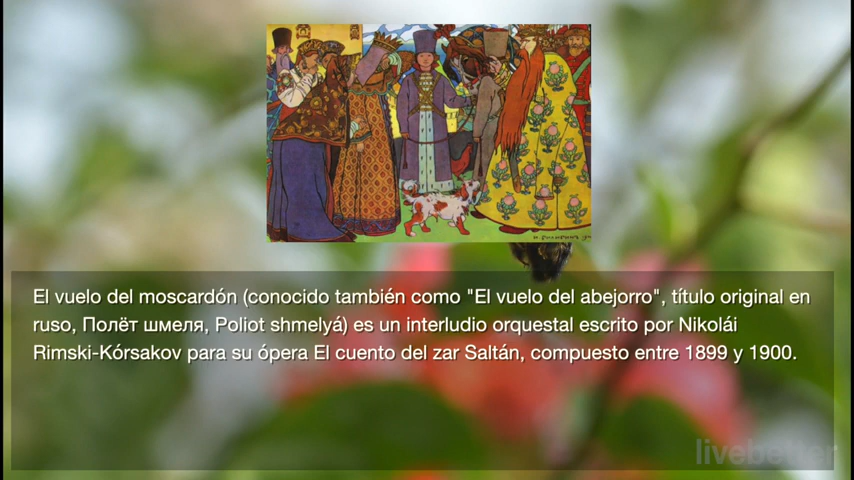 El vuelo del moscardón (conocido también como "El vuelo del abejorro", título original en
ruso, Полёт шмеля, Poliot shmelyá) es un interludio orquestal escrito por Nikolái
Rimski-Kórsakov para su ópera El cuento del zar Saltán, compuesto entre 1899 y 1900.
livebetter